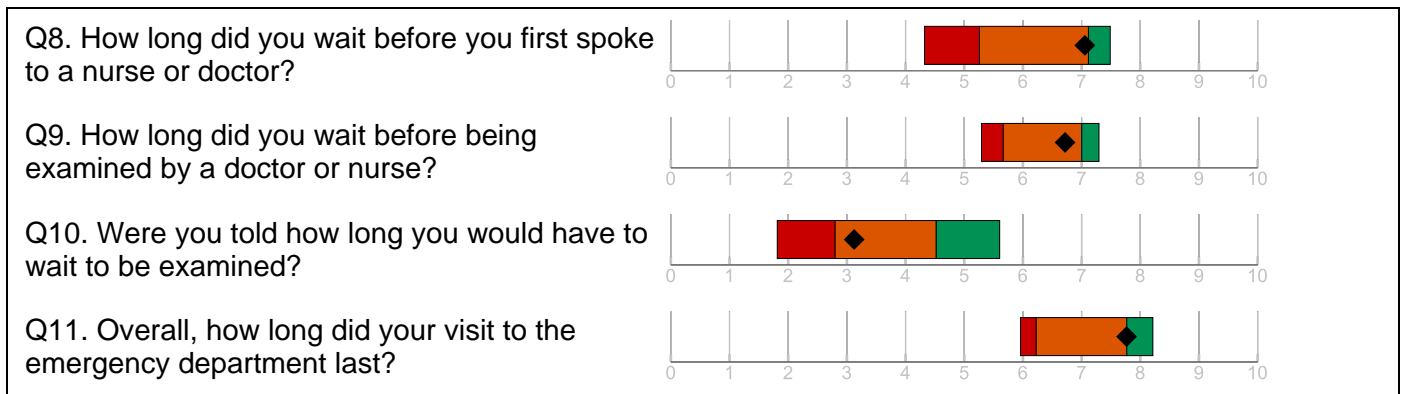 Q8. How long did you wait before you first spoke
to a nurse or doctor?
0 1 2 3 4 5 6 7 8 9 10
Q9. How long did you wait before being
examined by a doctor or nurse?
0 1 2 3 4 5 6 7 8 9 10
Q10. Were you told how long you would have to
wait to be examined?
0 1 2 3 4 5 6 7 8 9 10
Q11. Overall, how long did your visit to the
emergency department last?
0 1 2 3 4 5 6 7 8 9 10